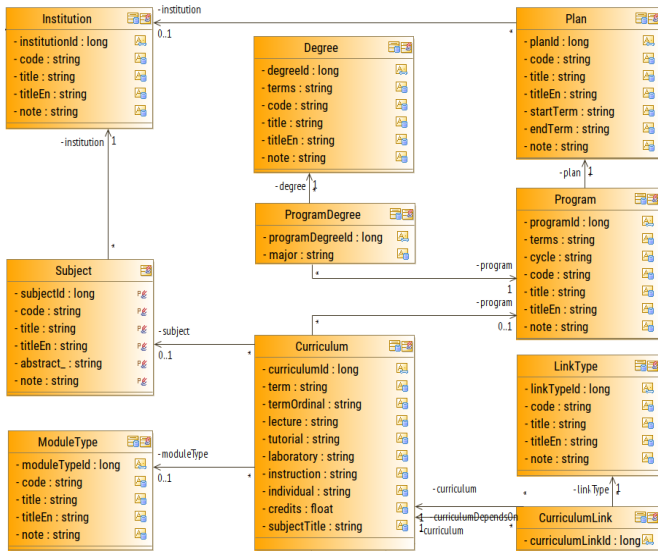 Institution
- institutionId : long
- code : string
- title : string
- titleEn : string
- note : string
-institution
0..1
*
Plan
- planId : long
- code : string
- title : string
- titleEn : string
- startTerm : string
- endTerm : string
- note : string
Degree
- degreeId : long
- terms : string
- code : string
- title : string
- titleEn : string
- note : string
-institution
1
*
-degree
1
*
-plan
1
*
ProgramDegree
- programDegreeId : long
- major : string
*
-program
1
Program
- programId : long
- terms : string
- cycle : string
- code : string
- title : string
- titleEn : string
- note : string
Subject
- subjectId : long
- code : string
- title : string
- titleEn : string
- abstract_ : string
- note : string
-subject
0..1
*
*
-program
0..1
Curriculum
- curriculumId : long
- term : string
- termOrdinal : string
- lecture : string
- tutorial : string
- laboratory : string
- instruction : string
- individual : string
- credits : float
- subjectTitle : string
LinkType
- linkTypeId : long
- code : string
- title : string
- titleEn : string
- note : string
ModuleType
- moduleTypeId : long
- code : string
- title : string
- titleEn : string
- note : string
-moduleType
0..1
*
-linkType
1
*
-curriculum
*
1
-curriculumDependsOn
*
1
-curriculum
CurriculumLink
- curriculumLinkId : long